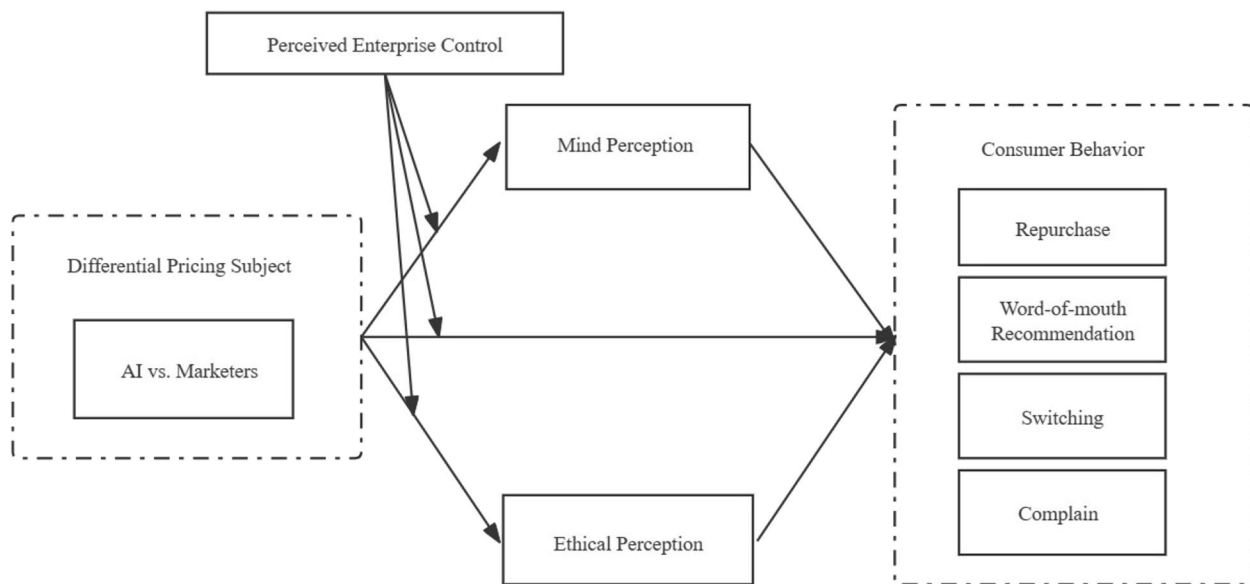 Perceived Enterprise Control
Mind Perception
Consumer Behavior
Repurchase
Differential Pricing Subject
Word-of-mouth
Recommendation
AI vs. Marketers
Switching
Complain
Ethical Perception